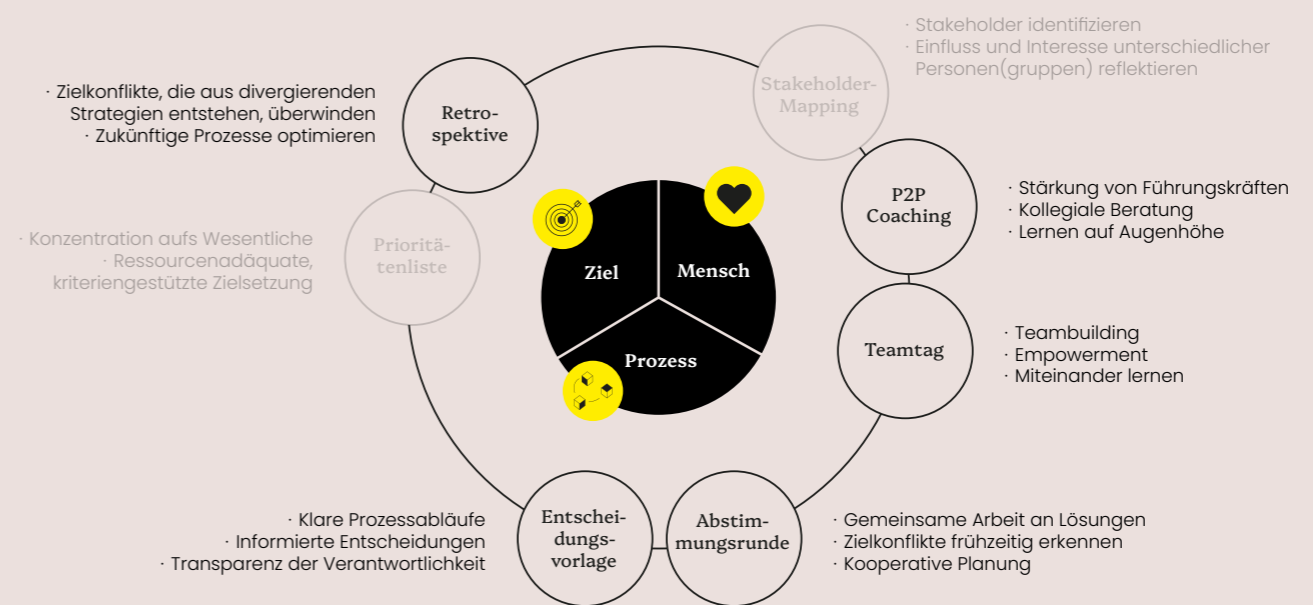 · Stakeholder identifizieren
· Einfluss und Interesse unterschiedlicher
Personen(gruppen) reflektieren
Stakeholder-
Mapping
· Zielkonflikte, die aus divergierenden
Strategien entstehen, überwinden
· Zukünftige Prozesse optimieren
Retro-
spektive
P2P
Coaching
· Stärkung von Führungskräften
· Kollegiale Beratung
· Lernen auf Augenhöhe
· Konzentration aufs Wesentliche
· Ressourcenadäquate,
kriteriengestützte Zielsetzung
Prioritä-
tenliste
Ziel
Mensch
Prozess
Teamtag
· Teambuilding
· Empowerment
· Miteinander lernen
· Klare Prozessabläufe
· Informierte Entscheidungen
· Transparenz der Verantwortlichkeit
Entschei-
dungs-
vorlage
Abstim-
mungsrunde
· Gemeinsame Arbeit an Lösungen
· Zielkonflikte frühzeitig erkennen
· Kooperative Planung